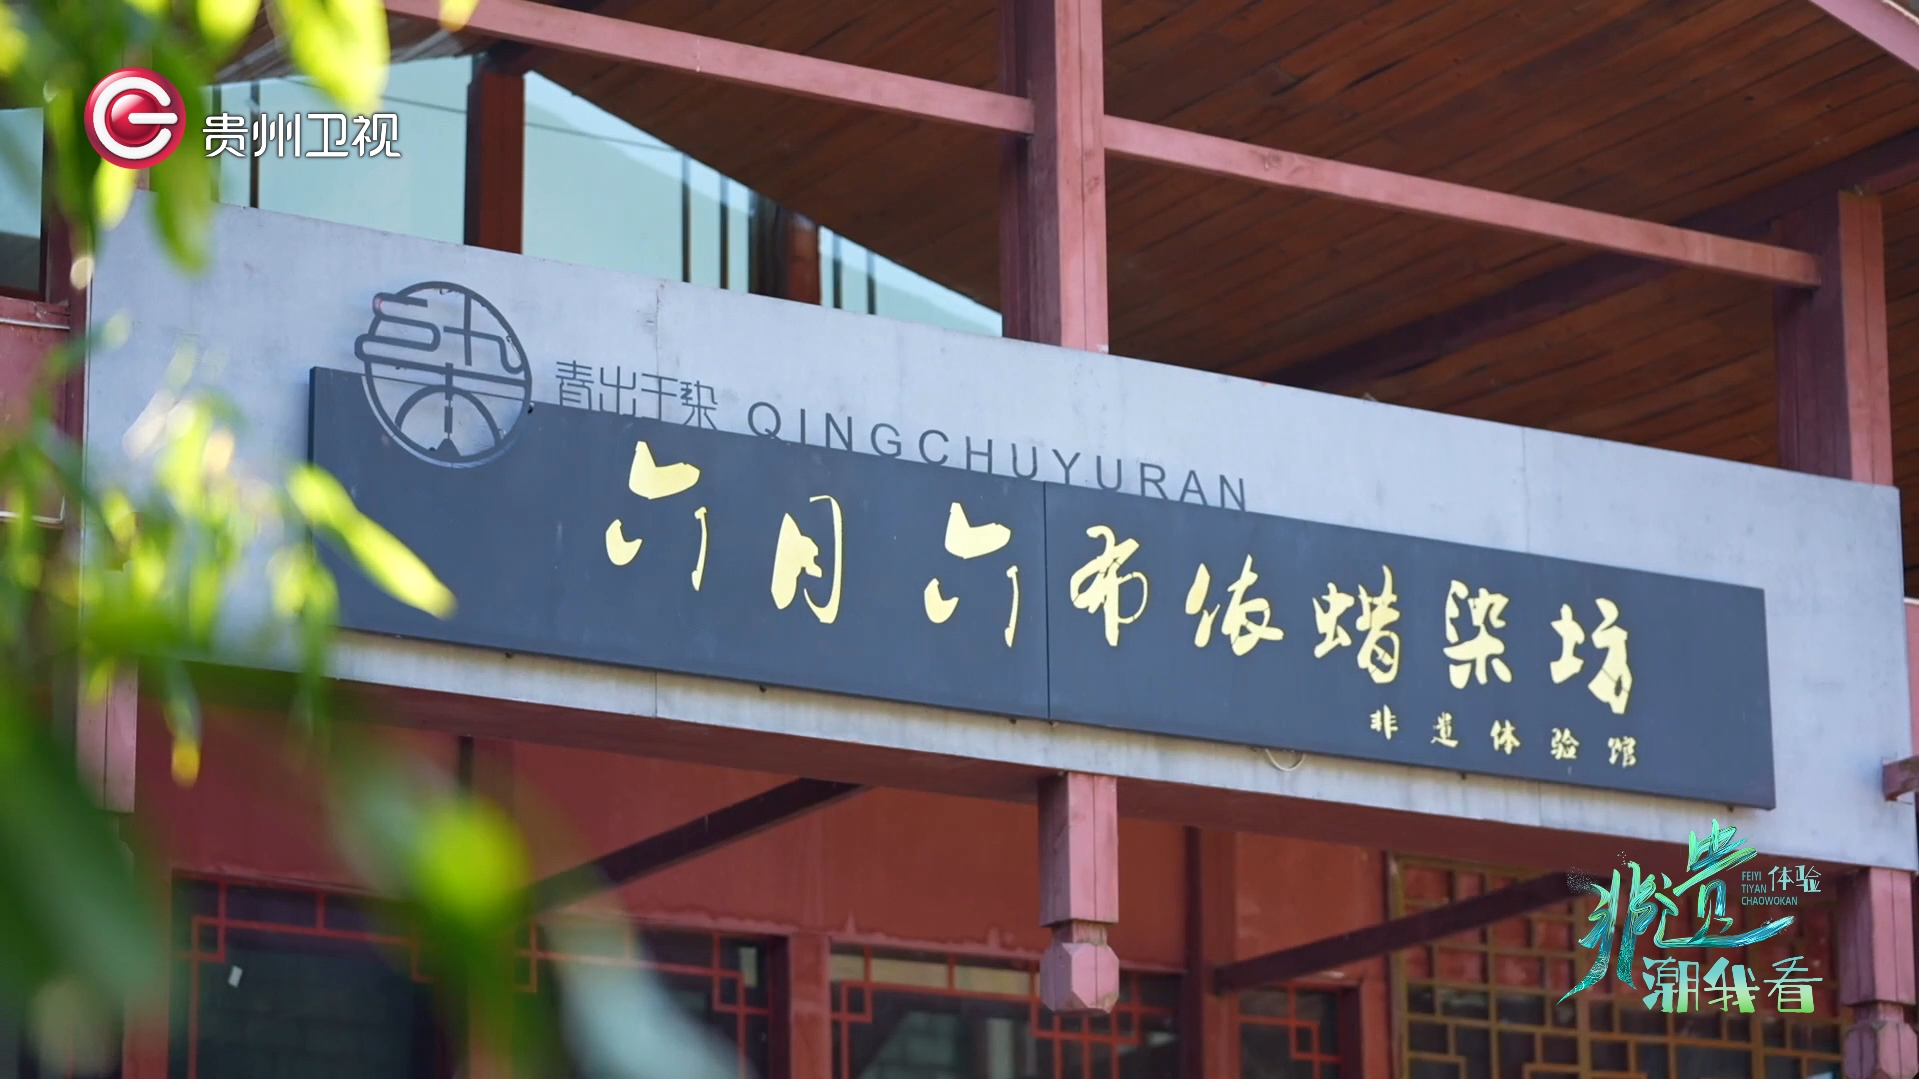 贵州卫视
青出于染 QINGCHUYURAN
六月六布依蜡染坊
非遗体验馆
非遗体验
FEIYI
TIYAN
CHAOWOKAN
潮我看